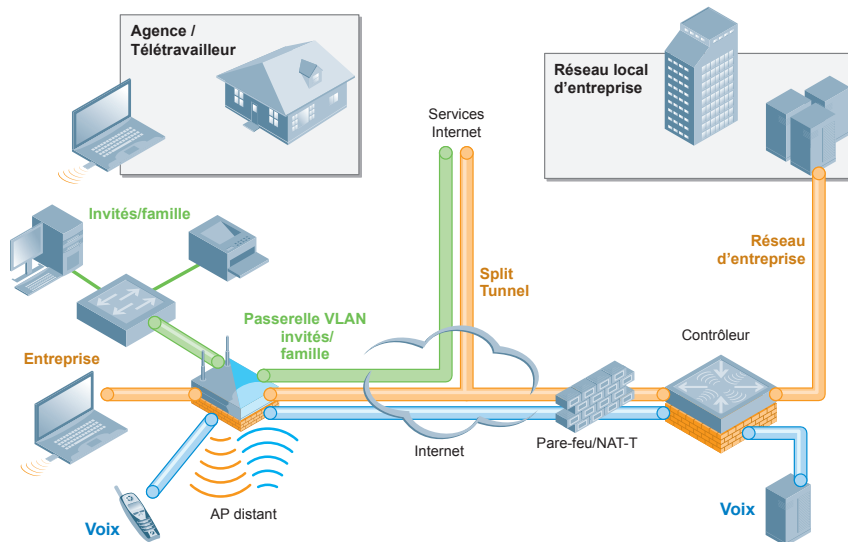 Agence /
Télétravailleur
Réseau local
d'entreprise
Services
Internet
Invités/famille
Réseau
d'entreprise
Split
Tunnel
Passerelle VLAN
invités/
famille
Contrôleur
Entreprise
Internet
Pare-feu/NAT-T
AP distant
Voix
Voix